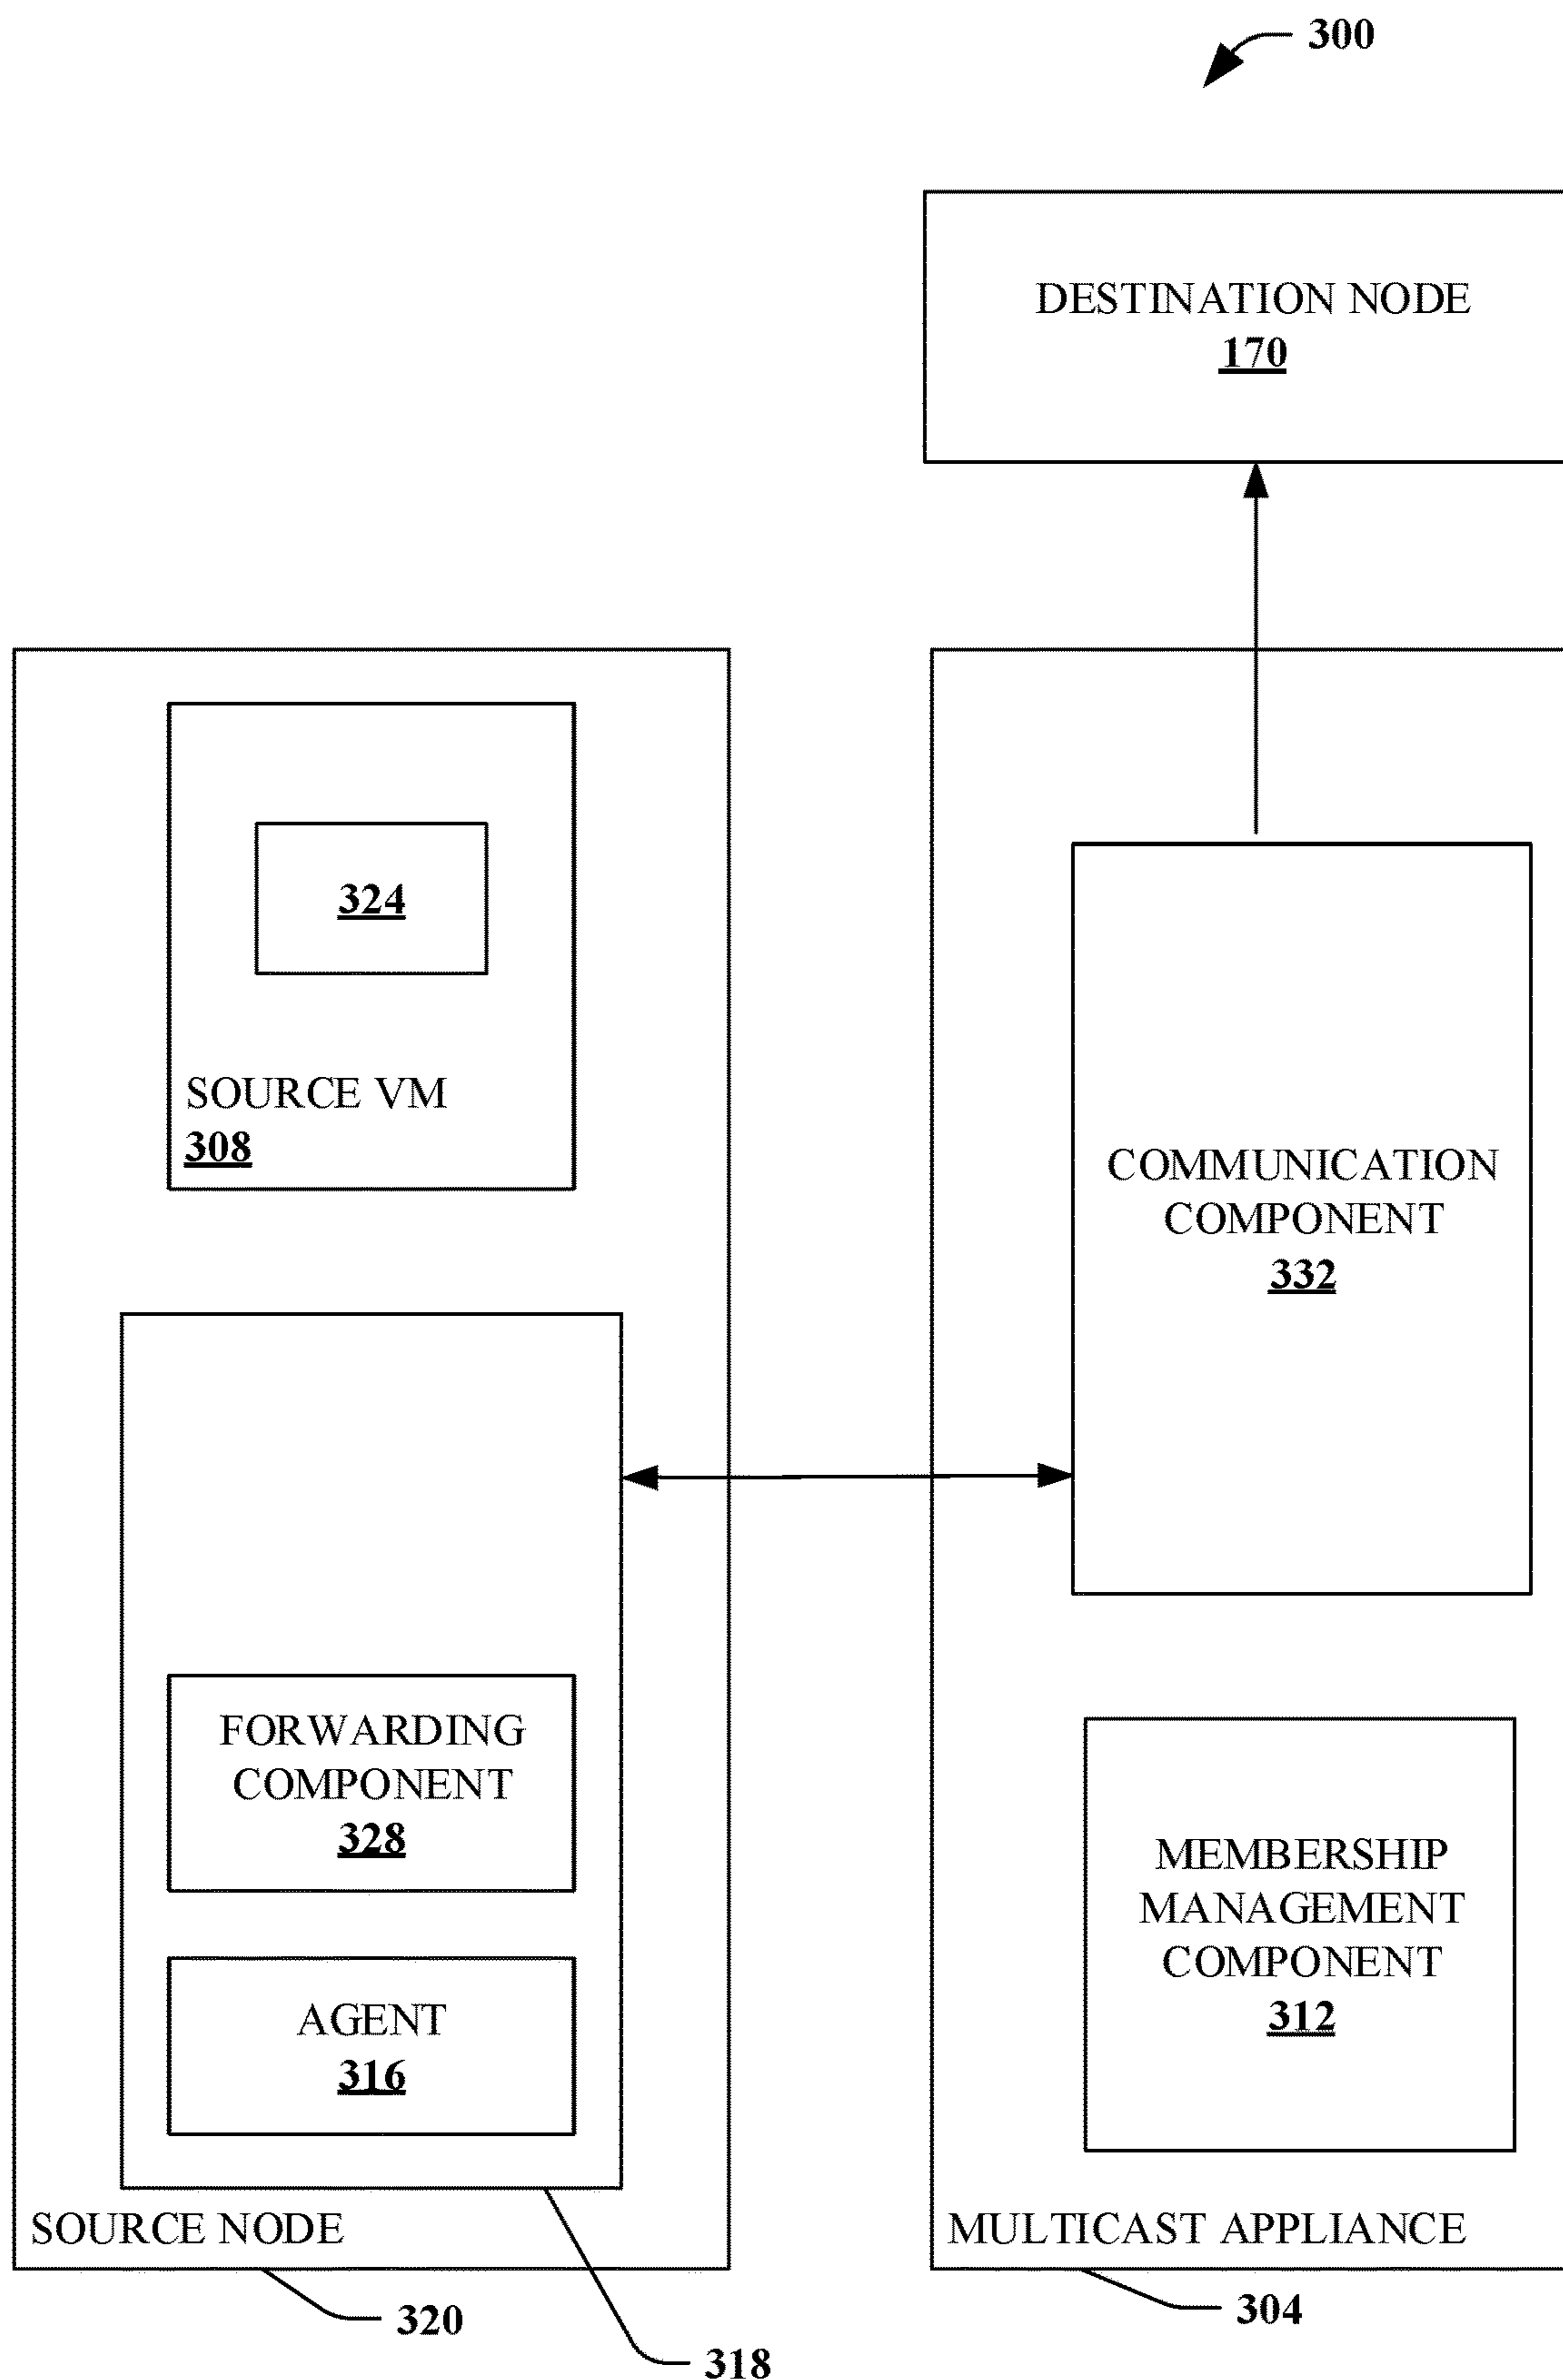 300
DESTINATION NODE
170
324
SOURCE VM
308
COMMUNICATION
COMPONENT
332
FORWARDING
COMPONENT
328
AGENT
316
MEMBERSHIP
MANAGEMENT
COMPONENT
312
SOURCE NODE
MULTICAST APPLIANCE
320
304
318